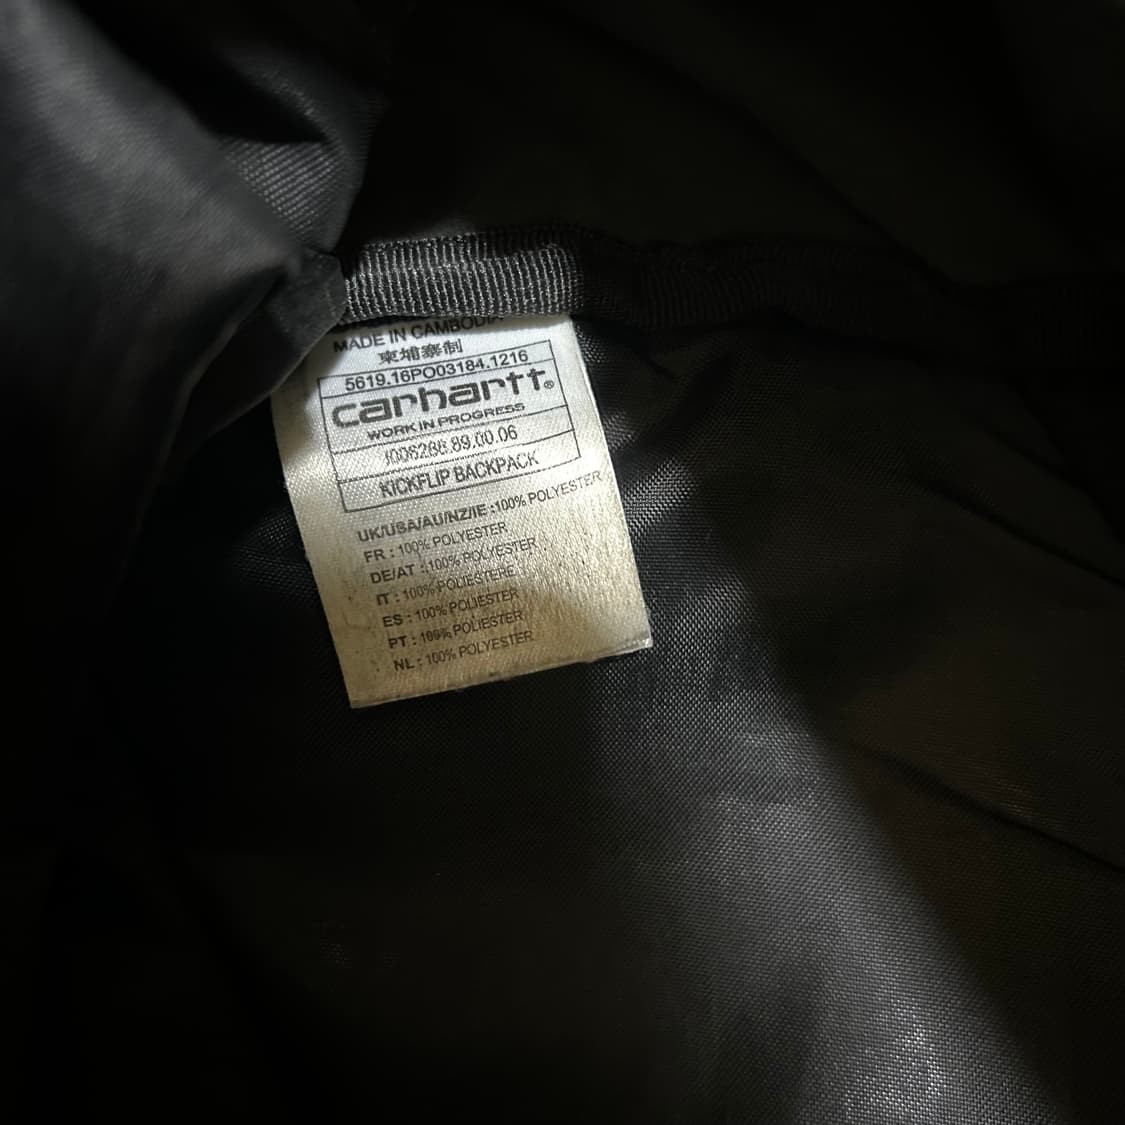 MADE IN CAMBODIA
柬埔寨制
5619.16PO03184.1216
carhartt®
WORK IN PROGRESS
I006288.89.00.06
KICKFLIP BACKPACK
UK/USA/AU/NZ/IE :100% POLYESTER
FR : 100% POLYESTER
DE/AT : 100% POLYESTER
IT : 100% POLIESTERE
ES : 100% POLIESTER
PT : 100% POLIESTER
NL : 100% POLYESTER